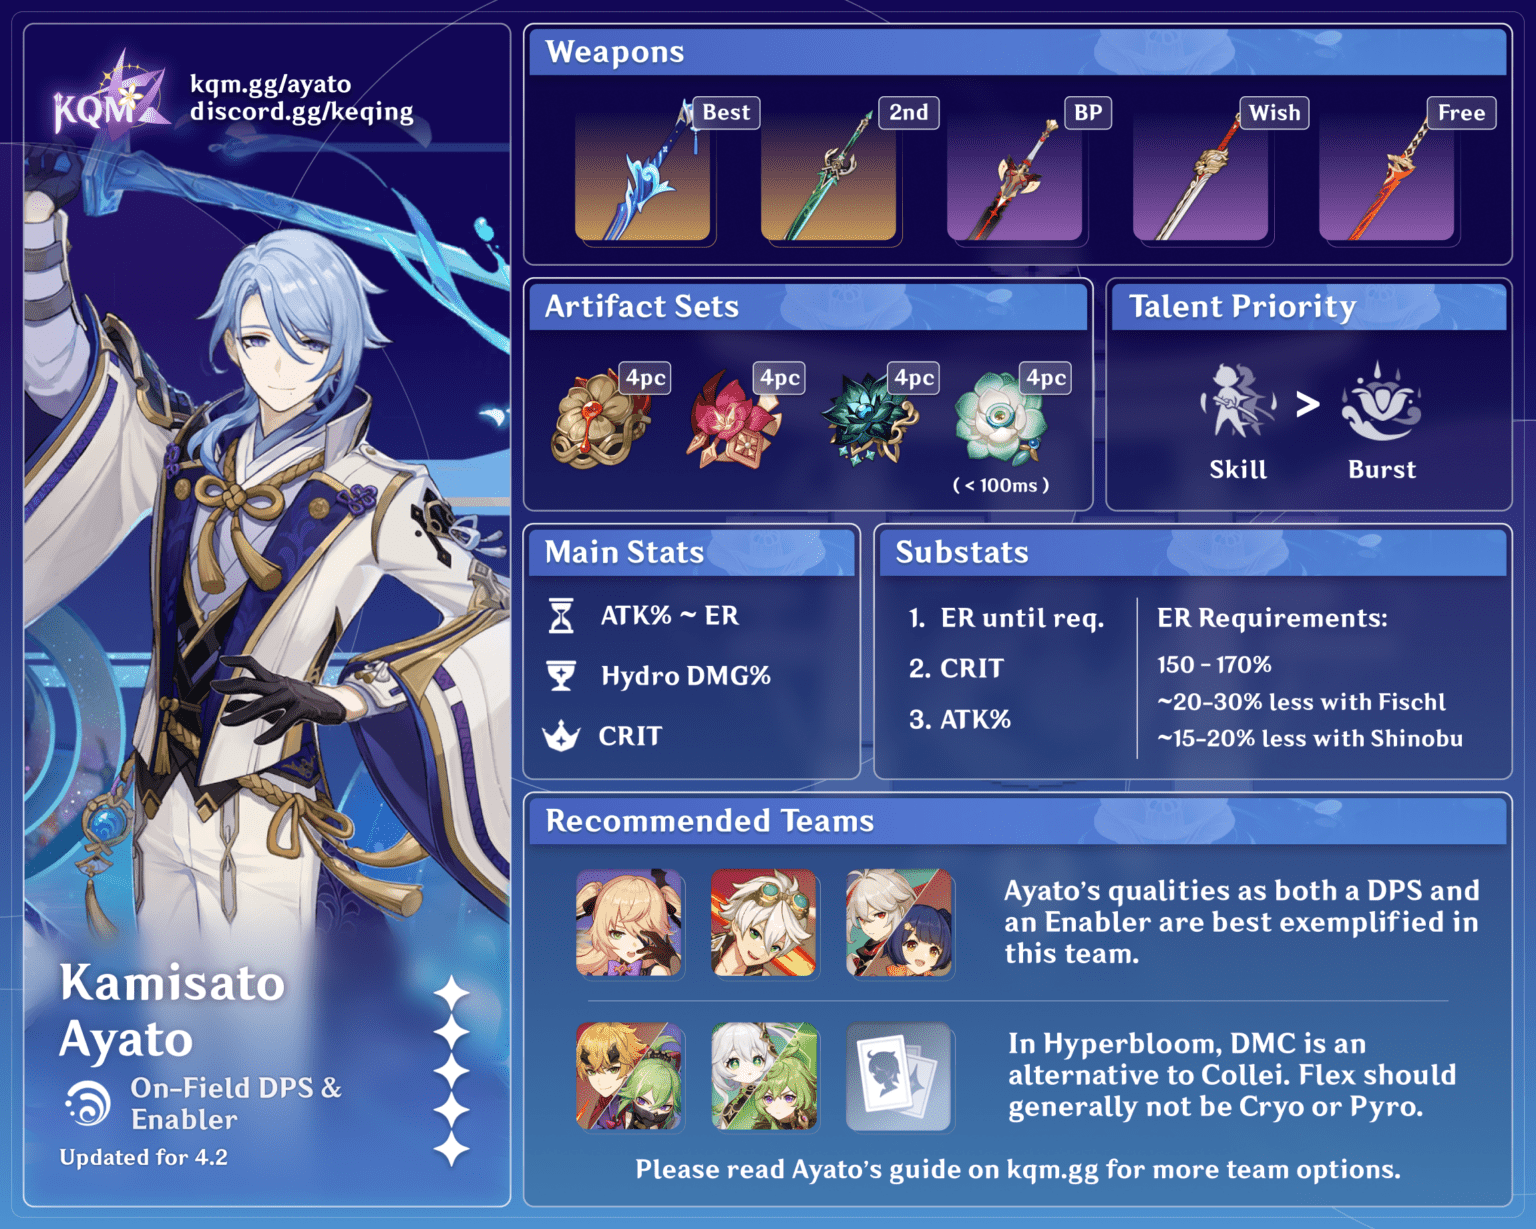 KQM
kqm.gg/ayato
discord.gg/keqing
Kamisato
Ayato
On-Field DPS &
Enabler
Updated for 4.2
Weapons
Best
2nd
BP
Wish
Free
Artifact Sets
4pc
4pc
4pc
4pc
( < 100ms )
Talent Priority
>
Skill
Burst
Main Stats
ATK% ~ ER
Hydro DMG%
CRIT
Substats
1. ER until req.
2. CRIT
3. ATK%
ER Requirements:
150 - 170%
~20-30% less with Fischl
~15-20% less with Shinobu
Recommended Teams
Ayato's qualities as both a DPS and
an Enabler are best exemplified in
this team.
In Hyperbloom, DMC is an
alternative to Collei. Flex should
generally not be Cryo or Pyro.
Please read Ayato's guide on kqm.gg for more team options.